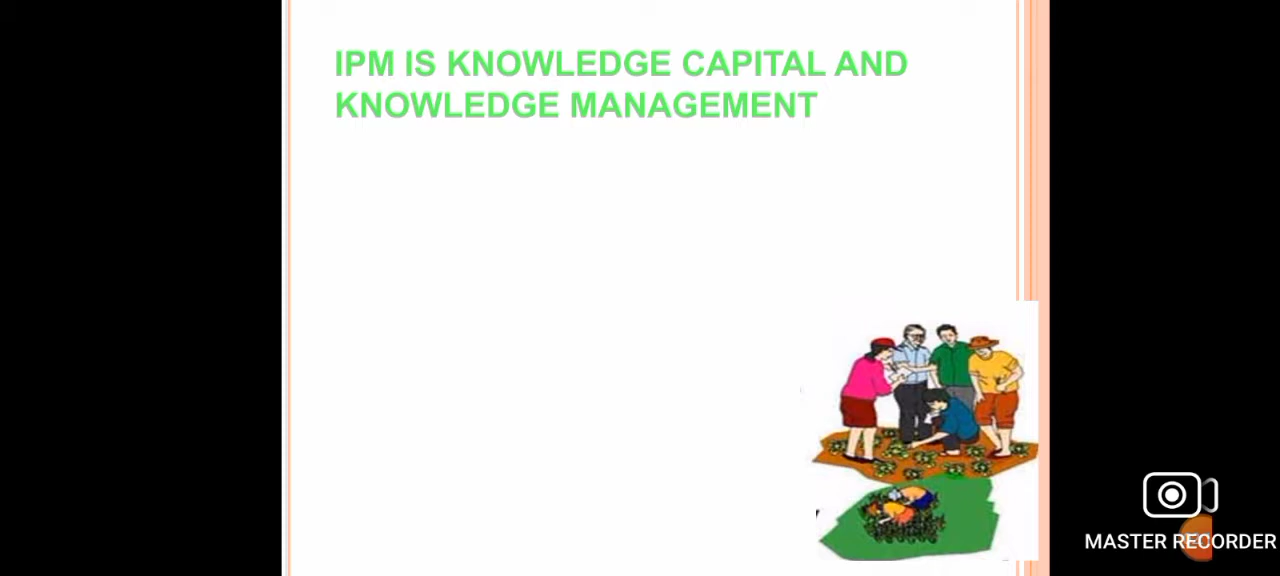 IPM IS KNOWLEDGE CAPITAL AND
KNOWLEDGE MANAGEMENT
MASTER RECORDER